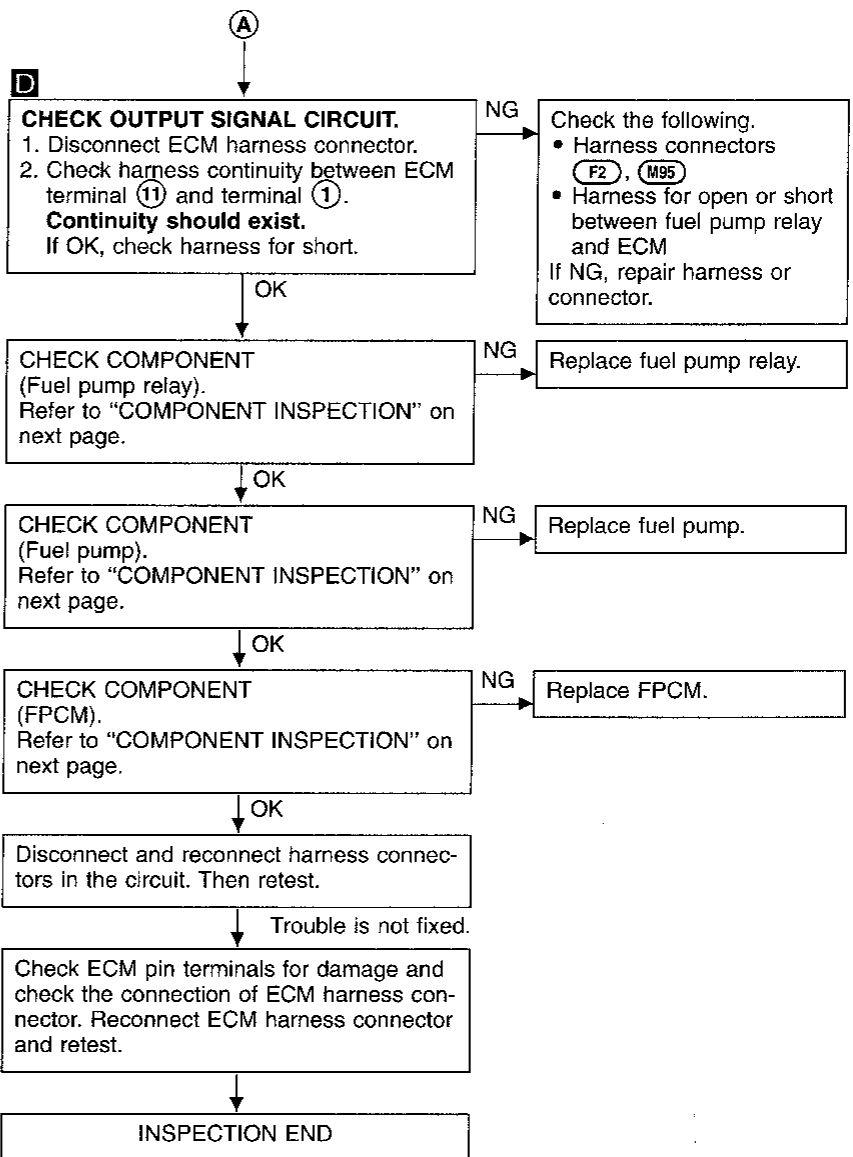 A
D
CHECK OUTPUT SIGNAL CIRCUIT.
1. Disconnect ECM harness connector.
2. Check harness continuity between ECM
terminal 11 and terminal 1.
Continuity should exist.
If OK, check harness for short.
NG
Check the following.
• Harness connectors
F2, M95
• Harness for open or short
between fuel pump relay
and ECM
If NG, repair harness or
connector.
OK
CHECK COMPONENT
(Fuel pump relay).
Refer to "COMPONENT INSPECTION" on
next page.
NG
Replace fuel pump relay.
OK
CHECK COMPONENT
(Fuel pump).
Refer to "COMPONENT INSPECTION" on
next page.
NG
Replace fuel pump.
OK
CHECK COMPONENT
(FPCM).
Refer to "COMPONENT INSPECTION" on
next page.
NG
Replace FPCM.
OK
Disconnect and reconnect harness connec-
tors in the circuit. Then retest.
Trouble is not fixed.
Check ECM pin terminals for damage and
check the connection of ECM harness con-
nector. Reconnect ECM harness connector
and retest.
INSPECTION END